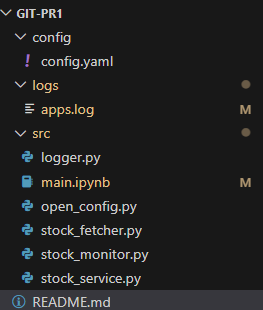 GIT-PR1
config
! config.yaml
logs
apps.log M
src
logger.py
main.ipynb M
open_config.py
stock_fetcher.py
stock_monitor.py
stock_service.py
README.md